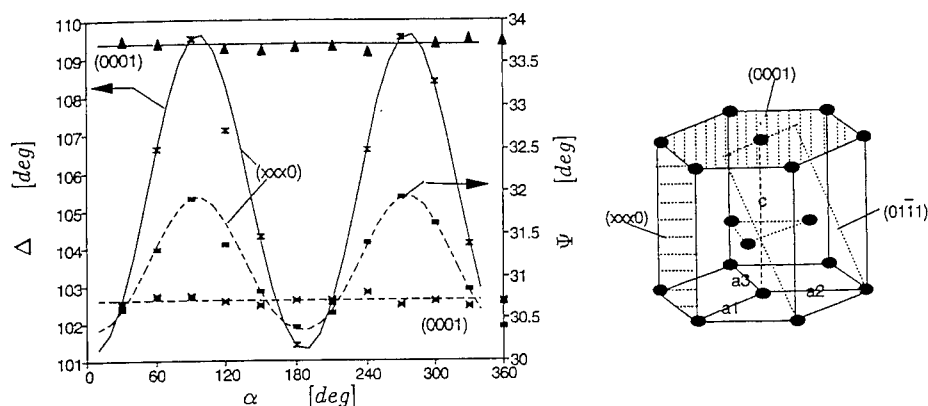 110
109
108
107
106
105
104
103
102
101
Δ
[deg]
(0001)
(xxx0)
(0001)
34
33.5
33
32.5
32
31.5
31
30.5
30
Ψ
[deg]
0
60
120
180
240
300
360
α
[deg]
(0001)
(xxx0)
c
(011̄1)
a3
a1
a2